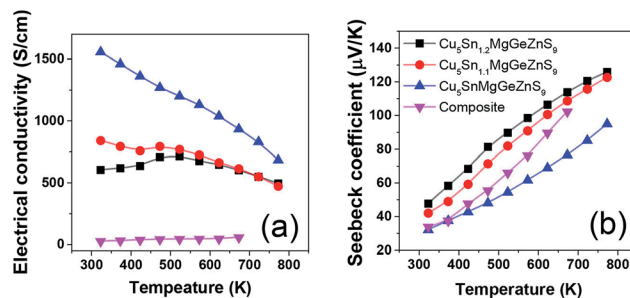 Electrical conductivity (S/cm)
1500
1000
500
0
300 400 500 600 700 800
Tempeature (K)
(a)
Seebeck coefficient (μV/K)
140
120
100
80
60
40
20
Cu₅Sn₁.₂MgGeZnS₉
Cu₅Sn₁.₁MgGeZnS₉
Cu₅SnMgGeZnS₉
Composite
300 400 500 600 700 800
Temperature (K)
(b)